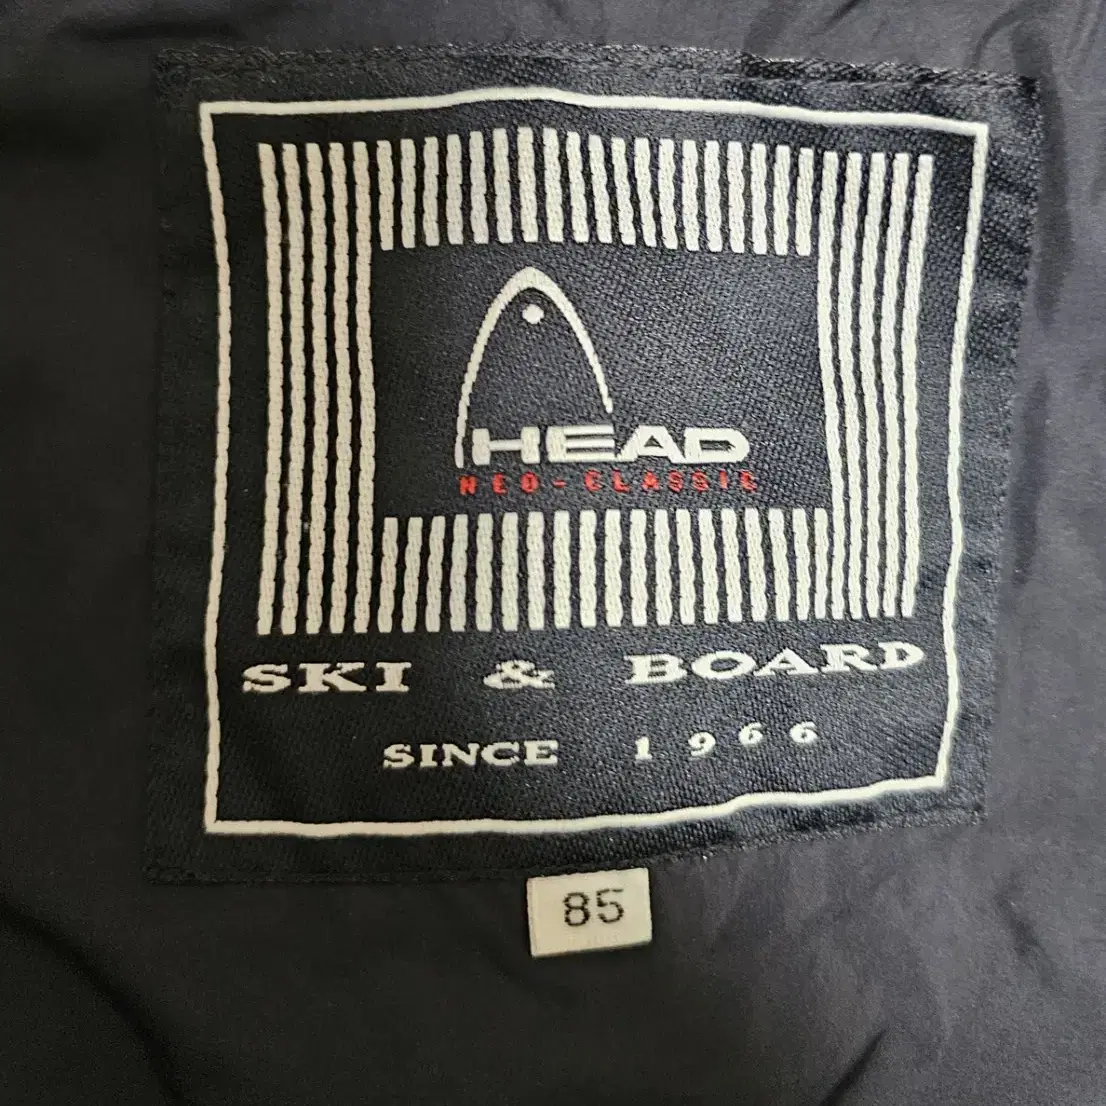 HEAD
NEO-CLASSIC
SKI & BOARD
SINCE 1966
85